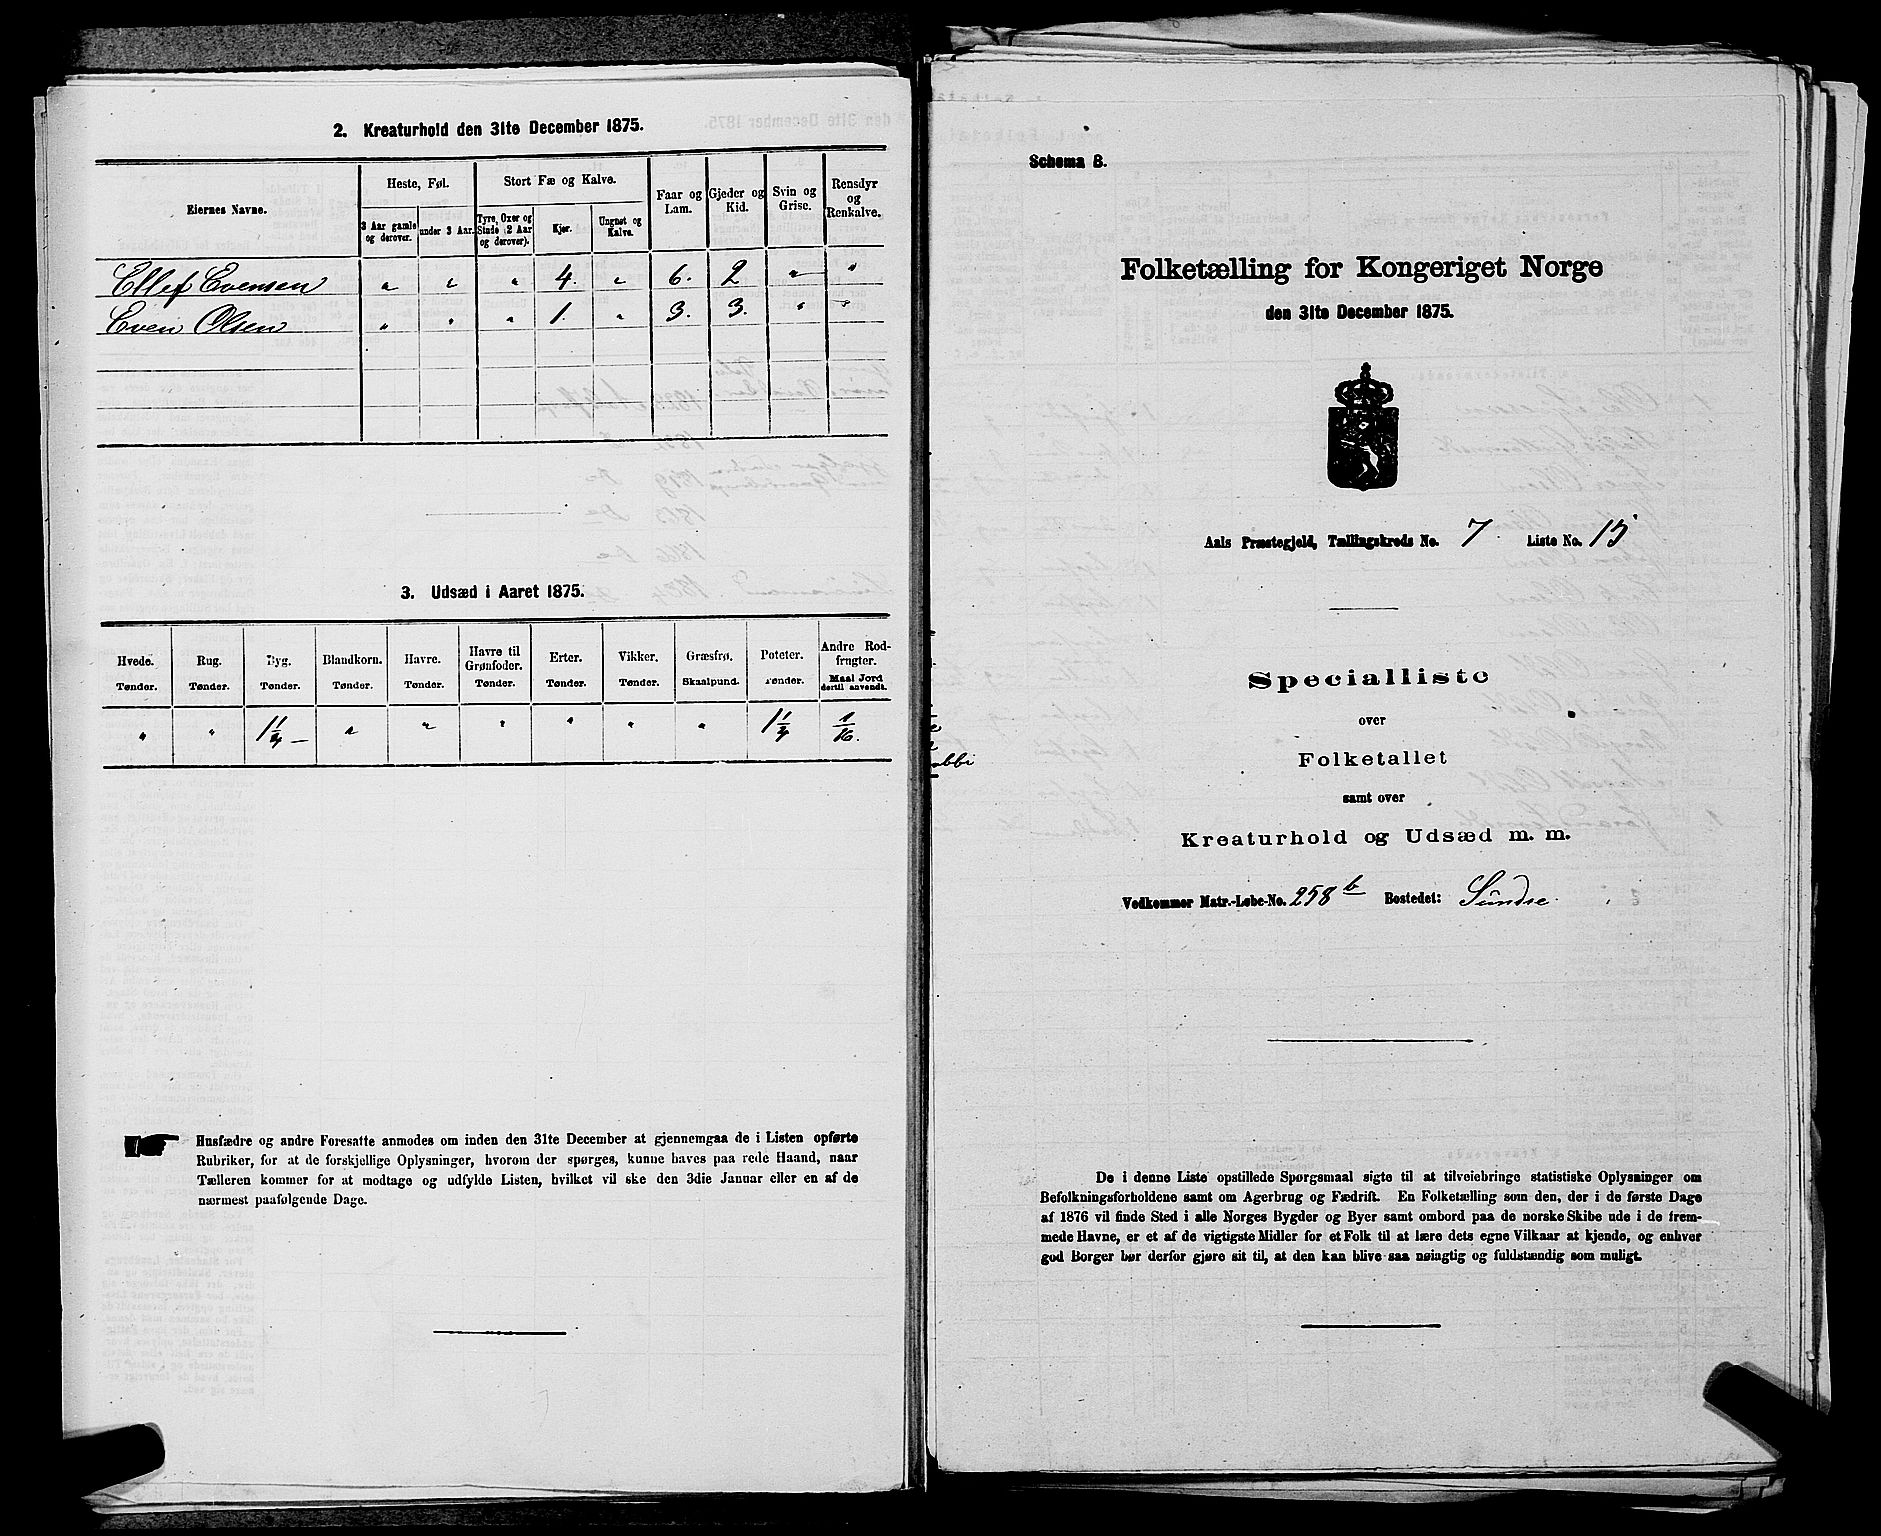 2. Kreaturhold den 31te December 1875.
Eiernes Navne. Heste, Føl. Stort Fæ og Kalve. Faar og Lam. Gjeder og Kid. Svin og Grise. Rensdyr og Renkalve.
3 Aar gamle og derover. under 3 Aar. Tyre, Oxer og Stude (2 Aar og derover). Kjør. Ungnøt og Kalve.
Ellef Evensen " " " 4. " 6. 2 " "
Even Olsen " " " 1. " 3. 3. " "
3. Udsæd i Aaret 1875.
Hvede. Rug. Byg. Blandkorn. Havre. Havre til Grønfoder. Erter. Vikker. Græsfrø. Poteter. Andre Rodfrugter.
Tønder. Tønder. Tønder. Tønder. Tønder. Tønder. Tønder. Tønder. Skaalpund. Tønder. Maal Jord dertil anvendt.
" " 1 1/4 " " " " " " 1 1/4 1/16.
Husfædre og andre Foresatte anmodes om inden den 31te December at gjennemgaa de i Listen opførte
Rubriker, for at de forskjellige Oplysninger, hvorom der spørges, kunne haves paa rede Haand, naar
Tælleren kommer for at modtage og udfylde Listen, hvilket vil ske den 3die Januar eller en af de
nærmest paafølgende Dage.
Schema B.
Folketælling for Kongeriget Norge
den 31te December 1875.
Aals Præstegjeld, Tællingskreds No. 7. Liste No. 15
Specialliste
over
Folketallet
samt over
Kreaturhold og Udsæd m. m.
Vedkommer Matr.-Løbe-No. 258 b Bostedet: Sundre.
De i denne Liste opstillede Spørgsmaal sigte til at tilveiebringe statistiske Oplysninger om
Befolkningsforholdene samt om Agerbrug og Fædrift. En Folketælling som den, der i de første Dage
af 1876 vil finde Sted i alle Norges Bygder og Byer samt ombord paa de norske Skibe ude i de frem-
mede Havne, er et af de vigtigste Midler for et Folk til at lære dets egne Vilkaar at kjende, og enhver
god Borger bør derfor gjøre sit til, at den kan blive saa nøiagtig og fuldstændig som muligt.